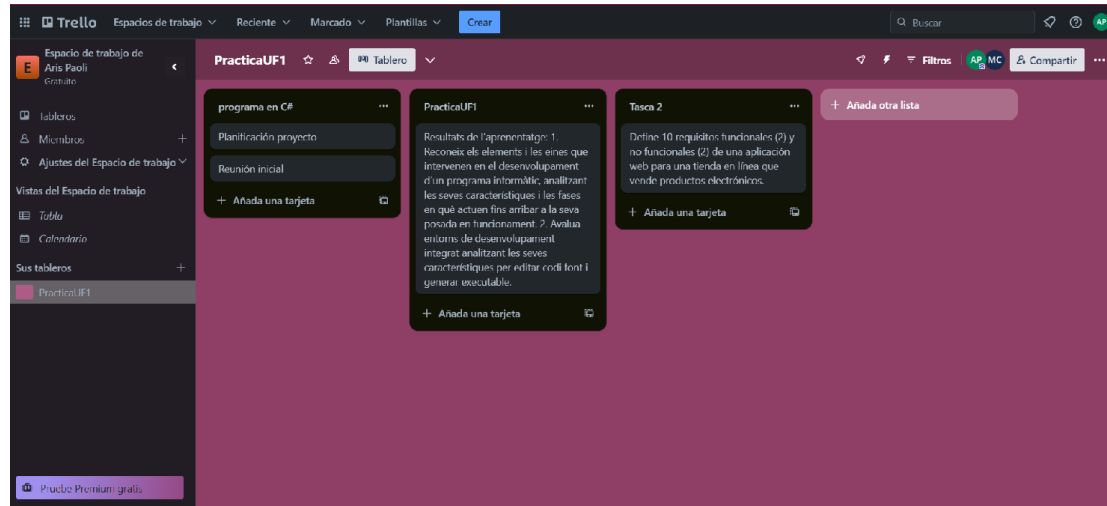 Trello Espacios de trabajo Reciente Marcado Plantillas Crear Buscar AP
E Espacio de trabajo de
Aris Paoli
Gratuito
PracticaUF1 Tablero Filtros AP MC Compartir
Tableros
Miembros
Ajustes del Espacio de trabajo
Vistas del Espacio de trabajo
Tabla
Calendario
Sus tableros
PracticaUF1
Pruebe Premium gratis
programa en C#
Planificación proyecto
Reunión inicial
+ Añada una tarjeta
PracticaUF1
Resultats de l'aprenentatge: 1.
Reconeix els elements i les eines que
intervenen en el desenvolupament
d'un programa informàtic, analitzant
les seves característiques i les fases
en què actuen fins arribar a la seva
posada en funcionament. 2. Avalua
entorns de desenvolupament
integrat analitzant les seves
característiques per editar codi font i
generar executable.
+ Añada una tarjeta
Tasca 2
Define 10 requisitos funcionales (2) y
no funcionales (2) de una aplicación
web para una tienda en línea que
vende productos electrónicos.
+ Añada una tarjeta
+ Añada otra lista